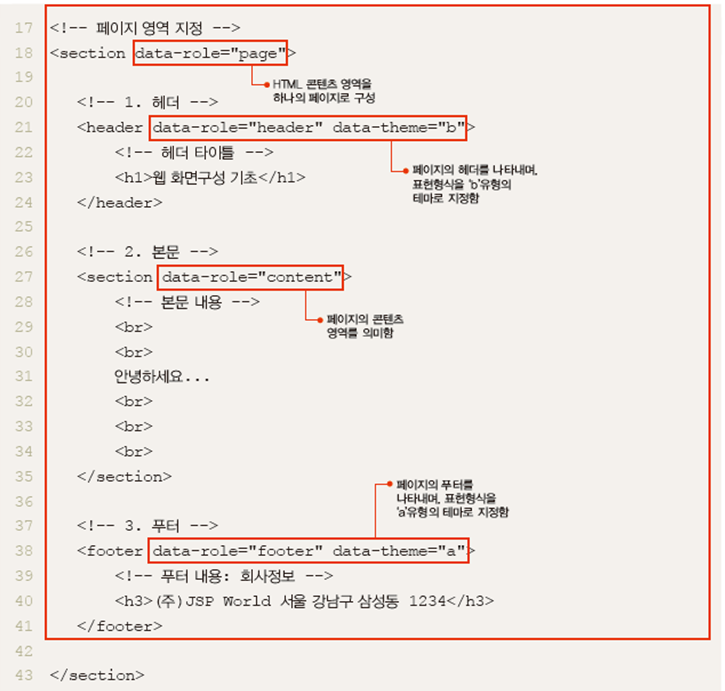 17 <!-- 페이지 영역 지정 -->
18 <section data-role="page">
19
HTML 콘텐츠 영역을
하나의 페이지로 구성
20 <!-- 1. 헤더 -->
21 <header data-role="header" data-theme="b">
22 <!-- 헤더 타이틀 -->
23 <h1>웹 화면구성 기초</h1>
페이지의 헤더를 나타내며,
표현형식을 'b'유형의
테마로 지정함
24 </header>
25
26 <!-- 2. 본문 -->
27 <section data-role="content">
28 <!-- 본문 내용 -->
29 <br>
페이지의 콘텐츠
영역를 의미함
30 <br>
31 안녕하세요...
32 <br>
33 <br>
34 <br>
35 </section>
페이지의 푸터를
나타내며, 표현형식을
'a'유형의 테마로 지정함
36
37 <!-- 3. 푸터 -->
38 <footer data-role="footer" data-theme="a">
39 <!-- 푸터 내용: 회사정보 -->
40 <h3>(주)JSP World 서울 강남구 삼성동 1234</h3>
41 </footer>
42
43 </section>